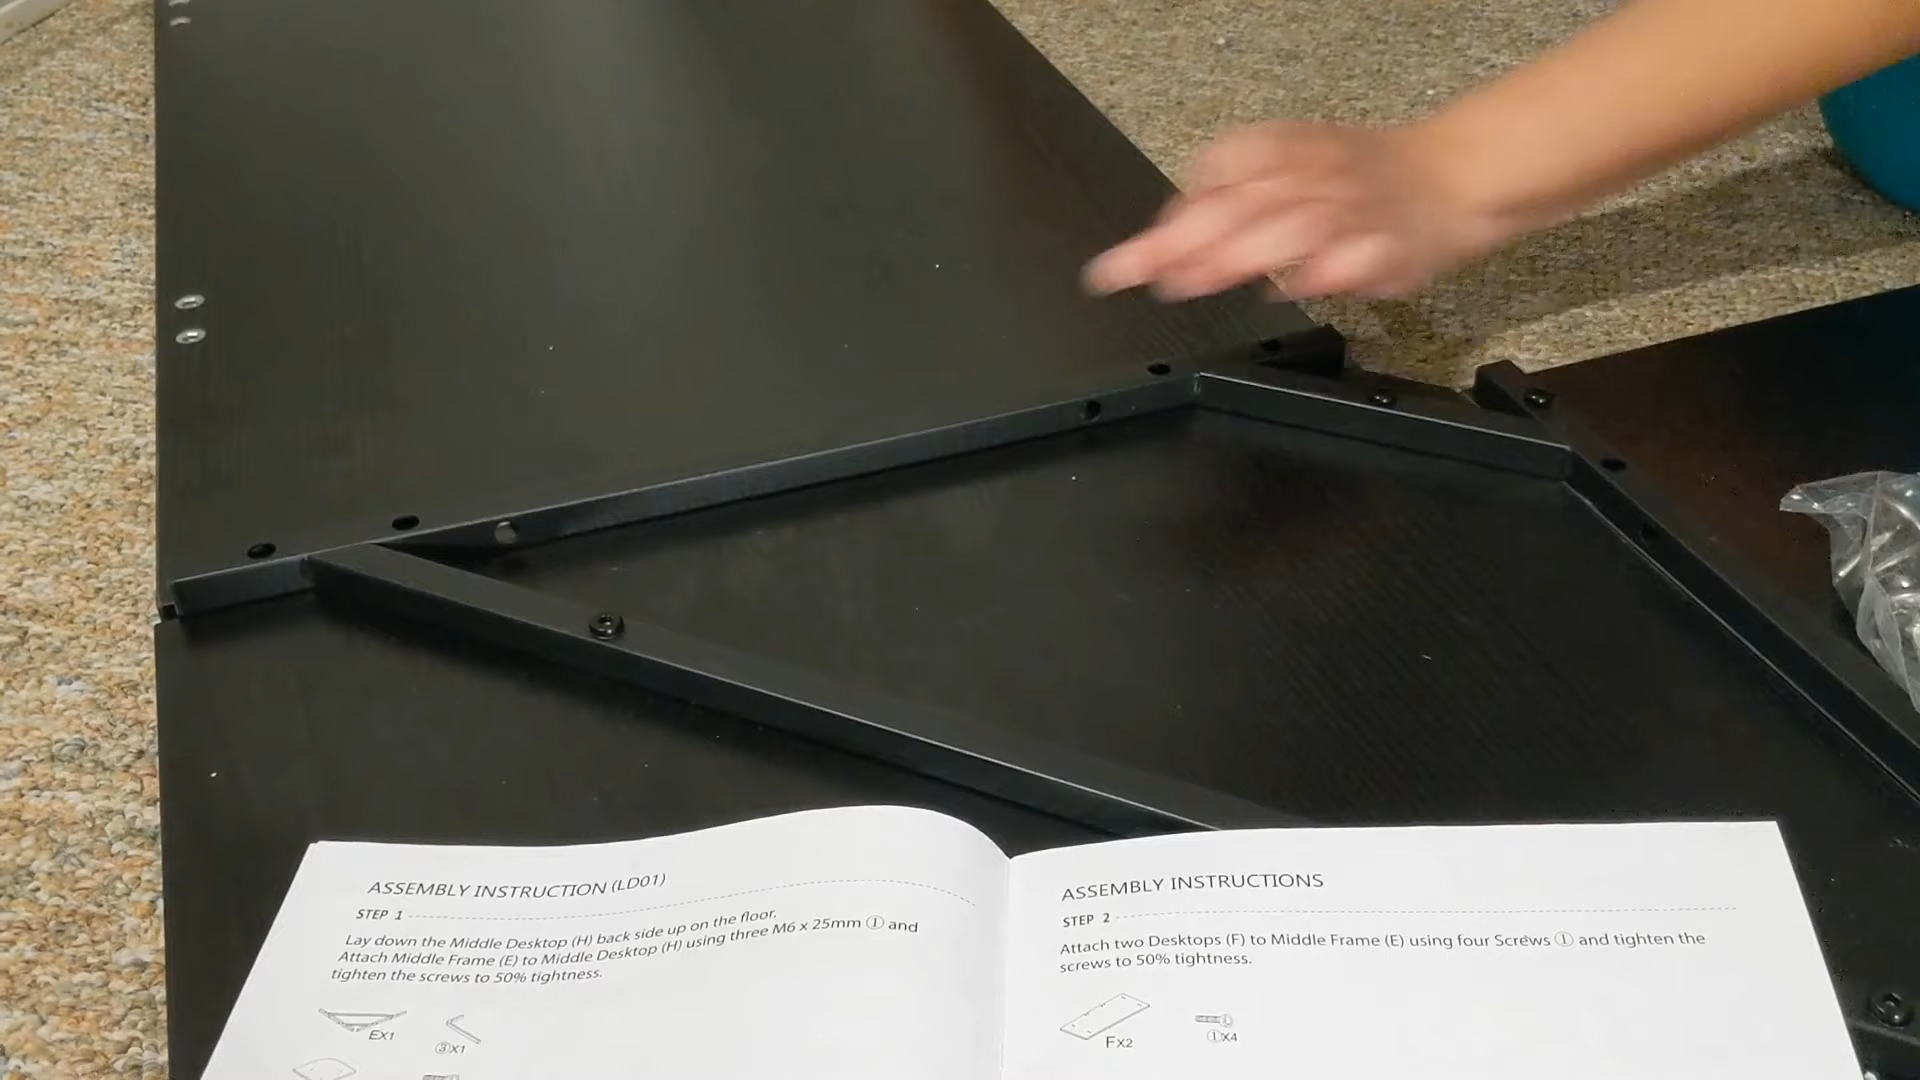 ASSEMBLY INSTRUCTION (LD01)
STEP 1
Lay down the Middle Desktop (H) back side up on the floor.
Attach Middle Frame (E) to Middle Desktop (H) using three M6 x 25mm ① and
tighten the screws to 50% tightness.
EX1
③X1
ASSEMBLY INSTRUCTIONS
STEP 2
Attach two Desktops (F) to Middle Frame (E) using four Screws ① and tighten the
screws to 50% tightness.
FX2
①X4